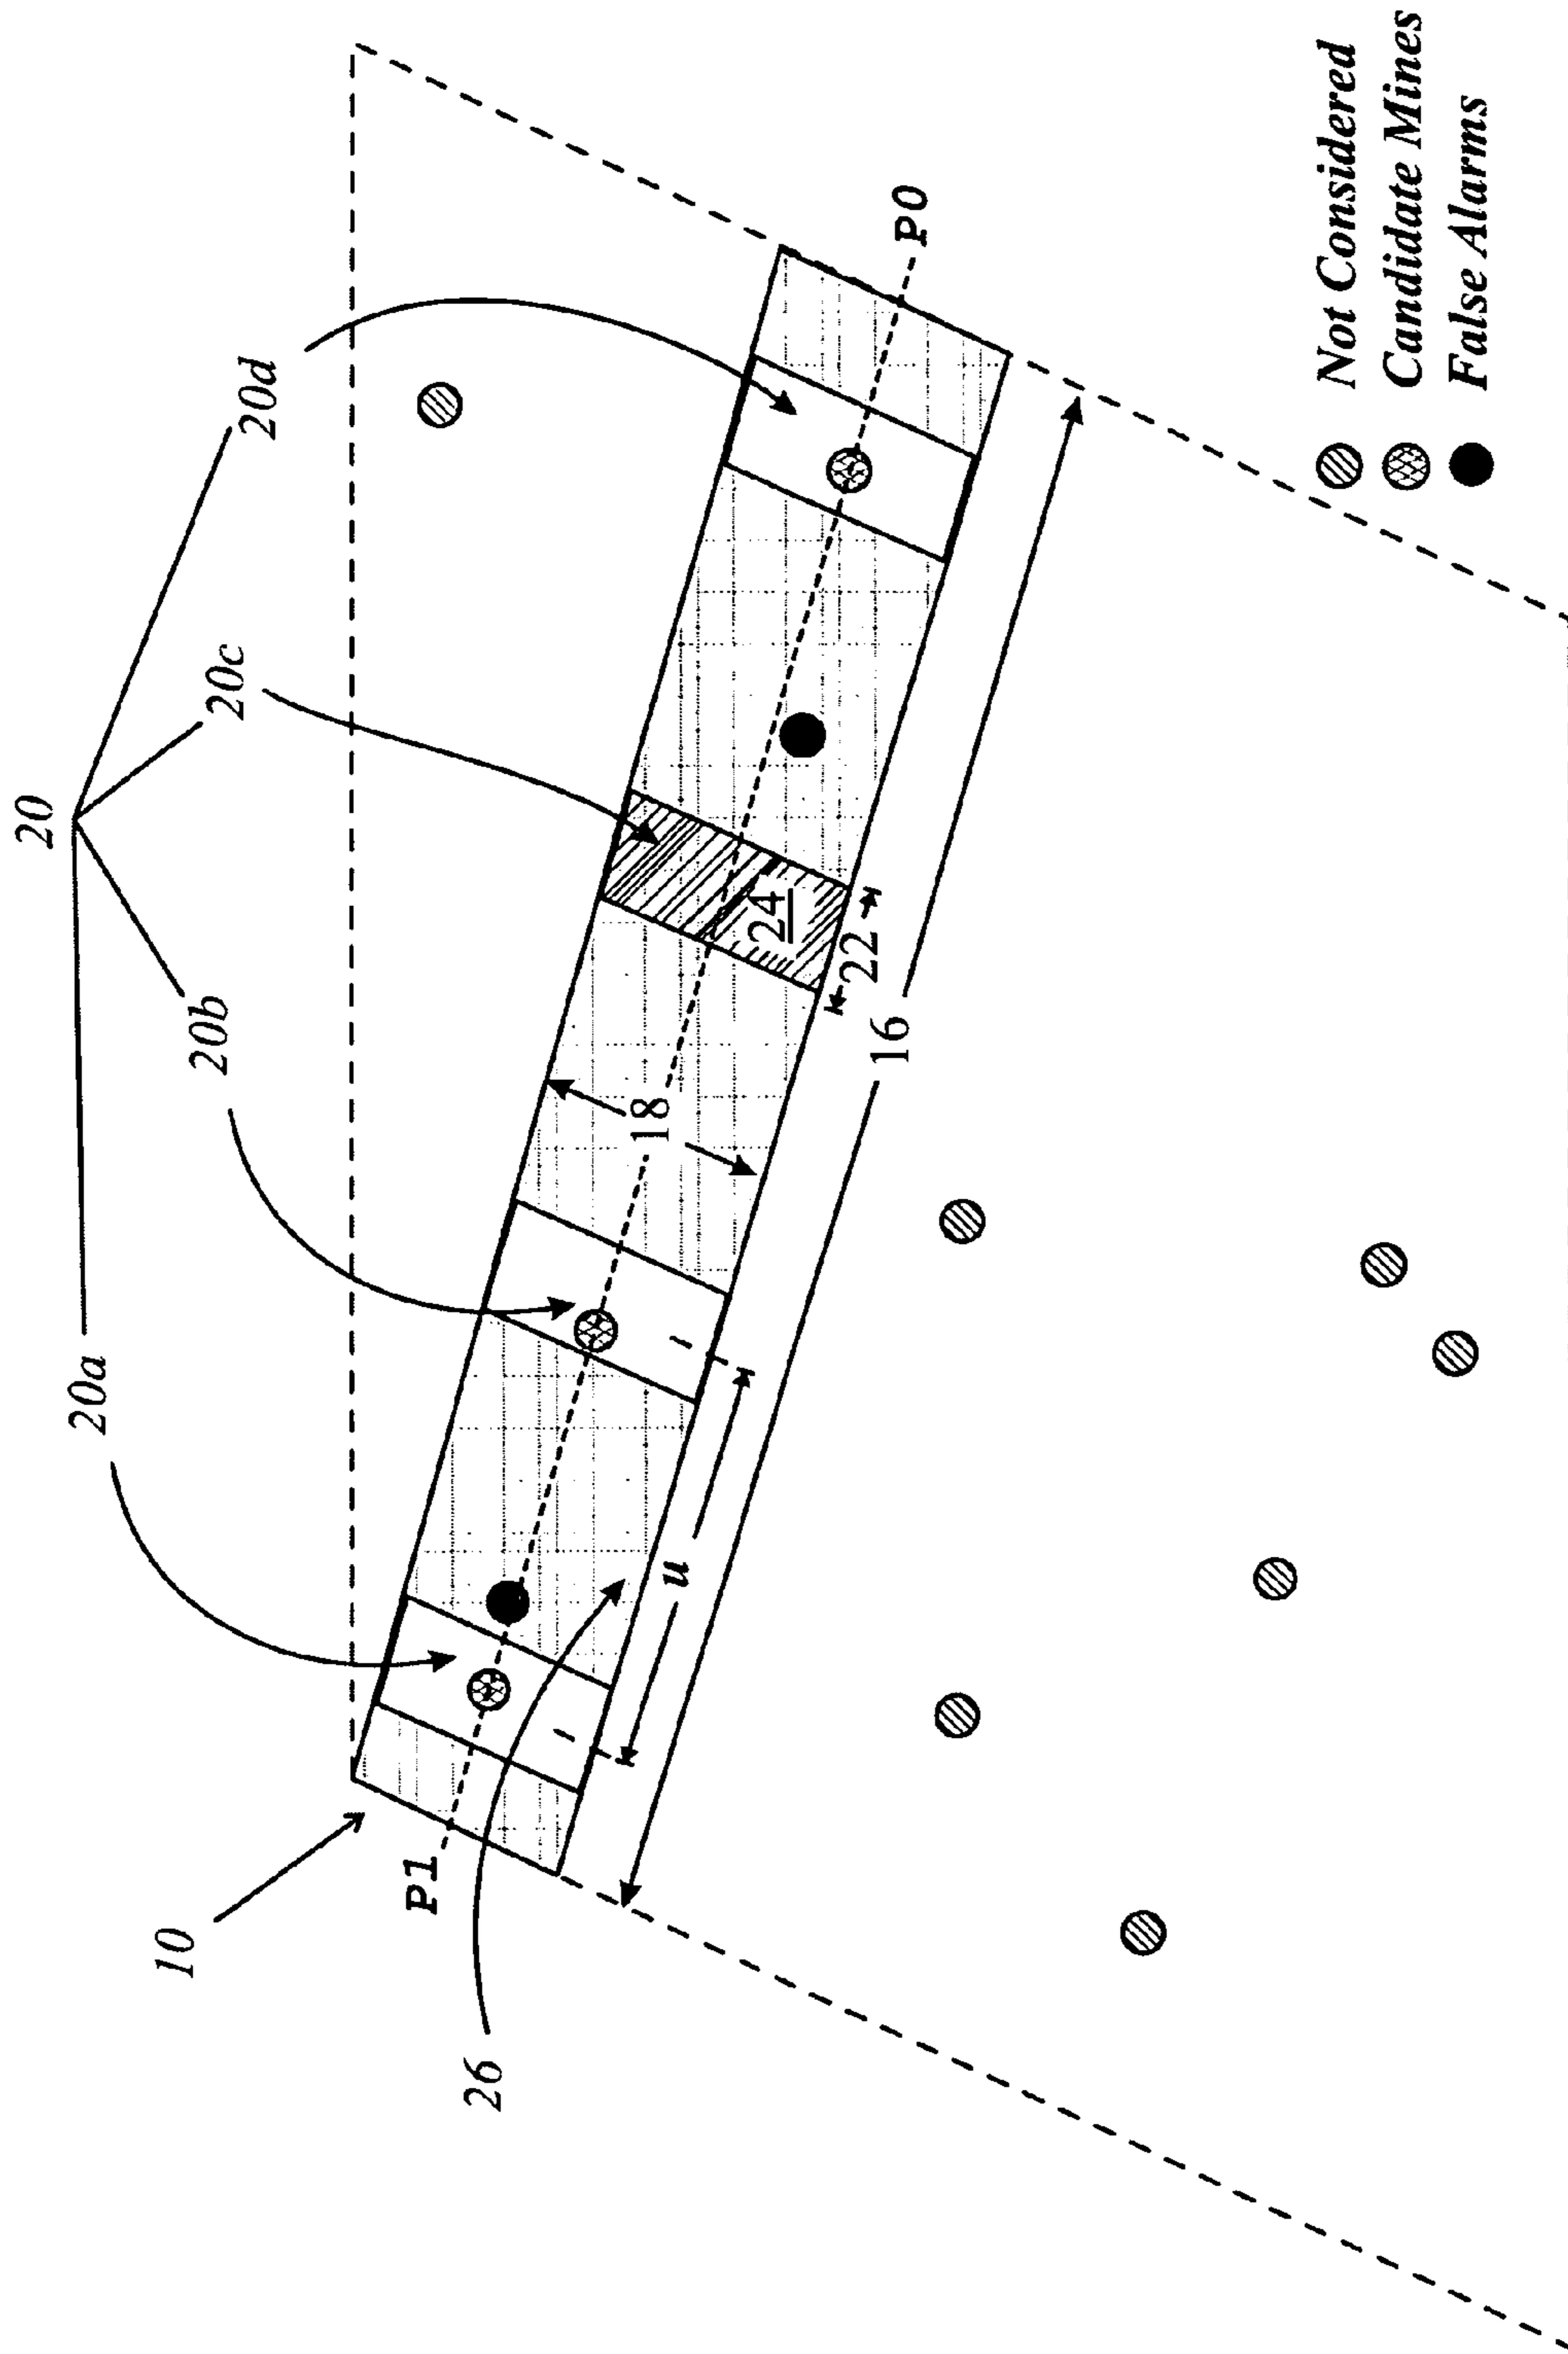 20
20a
20b
20c
20d
10
P1
26
u
18
24
22
16
P0
Not Considered
Candidate Mines
False Alarms